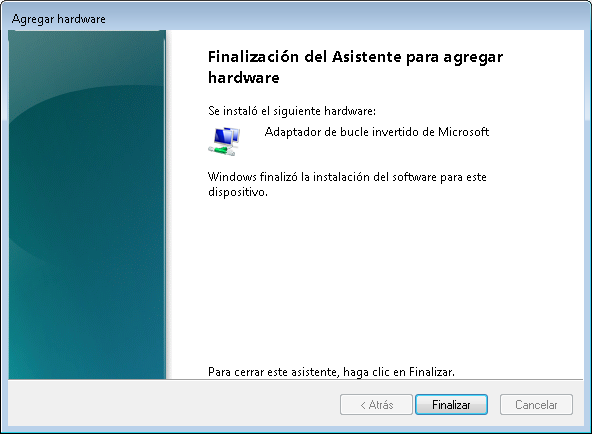 Agregar hardware
Finalización del Asistente para agregar
hardware
Se instaló el siguiente hardware:
Adaptador de bucle invertido de Microsoft
Windows finalizó la instalación del software para este
dispositivo.
Para cerrar este asistente, haga clic en Finalizar.
< Atrás Finalizar Cancelar